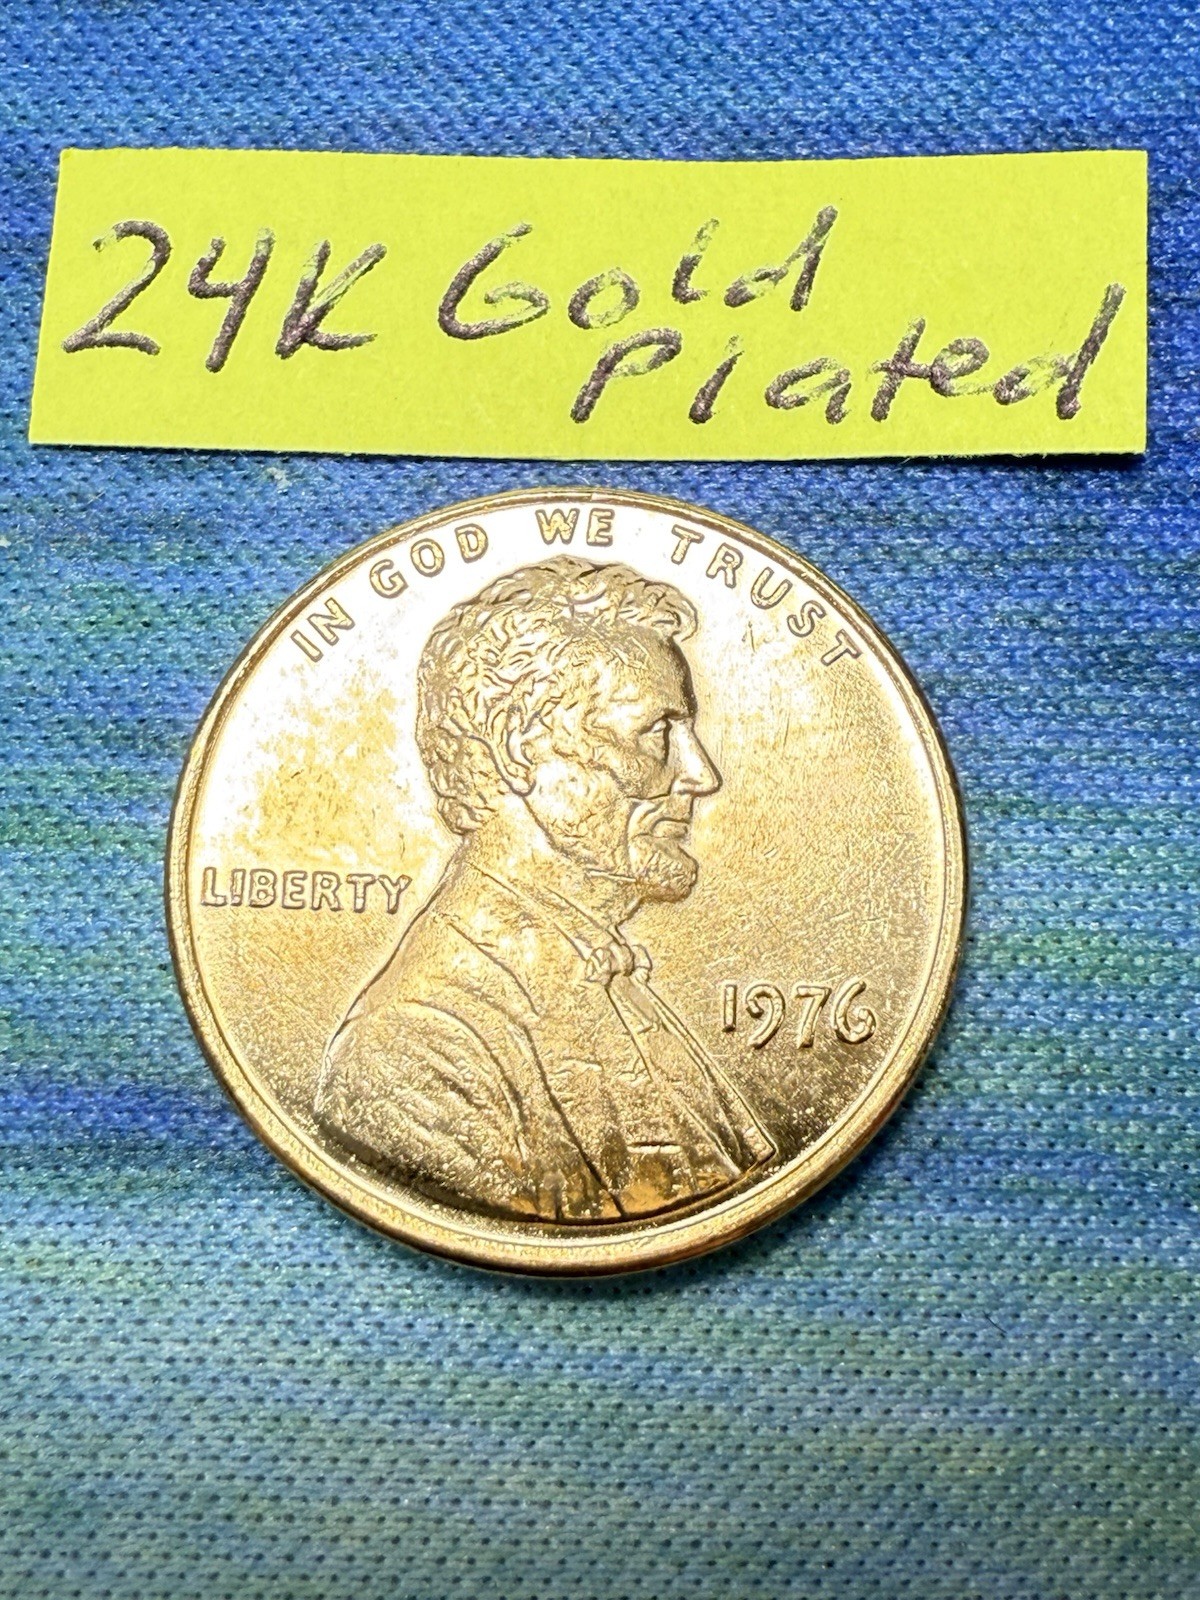 24K Gold
Plated
IN GOD WE TRUST
LIBERTY
1976